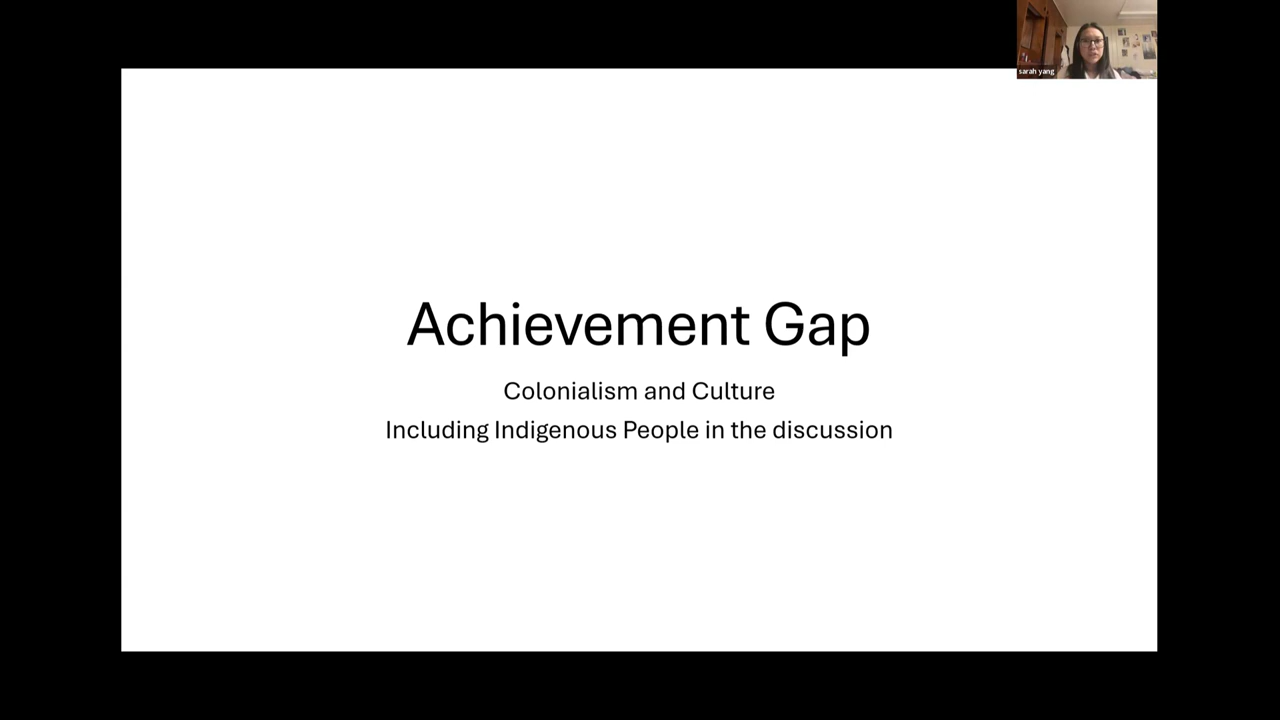 sarah yang
Achievement Gap
Colonialism and Culture
Including Indigenous People in the discussion